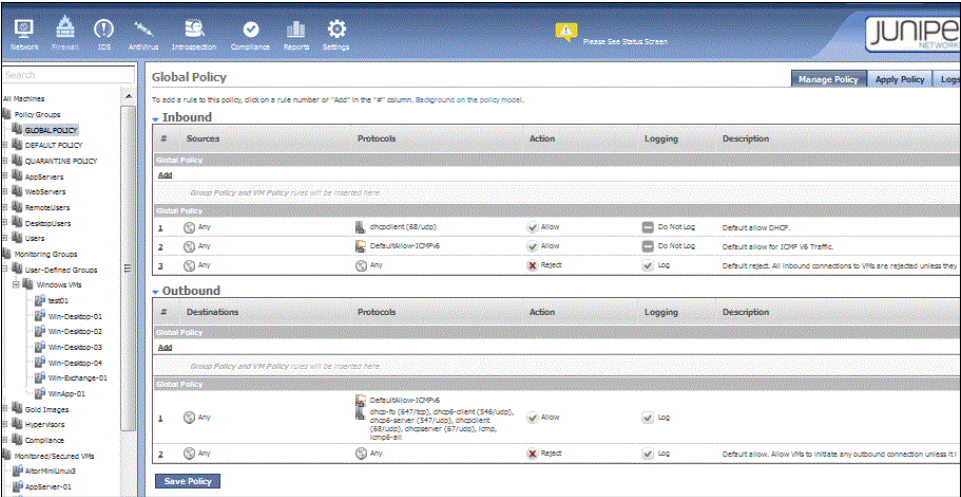 Network Firewall IDS AntiVirus Introspection Compliance Reports Settings
Please See Status Screen
JUNIPE
NETWORK
Search
All Machines
Policy Groups
GLOBAL POLICY
DEFAULT POLICY
QUARANTINE POLICY
AppServers
WebServers
RemoteUsers
DesktopUsers
Users
Monitoring Groups
User-Defined Groups
Windows VMs
test01
Win-Desktop-01
Win-Desktop-02
Win-Desktop-03
Win-Desktop-04
Win-Exchange-01
WinApp-01
Gold Images
Hypervisors
Compliance
Monitored/Secured VMs
AltorMiniLinux3
AppServer-01
Global Policy
Manage Policy Apply Policy Logs
To add a rule to this policy, click on a rule number or "Add" in the "#" column. Background on the policy model.
Inbound
# Sources Protocols Action Logging Description
Global Policy
Add
Group Policy and VM Policy rules will be inserted here.
Global Policy
1 Any dhcpclient (68/udp) Allow Do Not Log Default allow DHCP.
2 Any DefaultAllow-ICMPv6 Allow Do Not Log Default allow for ICMP V6 Traffic.
3 Any Any Reject Log Default reject. All inbound connections to VMs are rejected unless they
Outbound
# Destinations Protocols Action Logging Description
Global Policy
Add
Group Policy and VM Policy rules will be inserted here.
Global Policy
DefaultAllow-ICMPv6
1 Any dhcp-fo (647/tcp), dhcp6-client (546/udp), Allow Log
dhcp6-server (547/udp), dhcpclient
(68/udp), dhcpserver (67/udp), icmp,
icmp6-all
2 Any Any Reject Log Default allow. Allow VMs to initiate any outbound connection unless it i
Save Policy